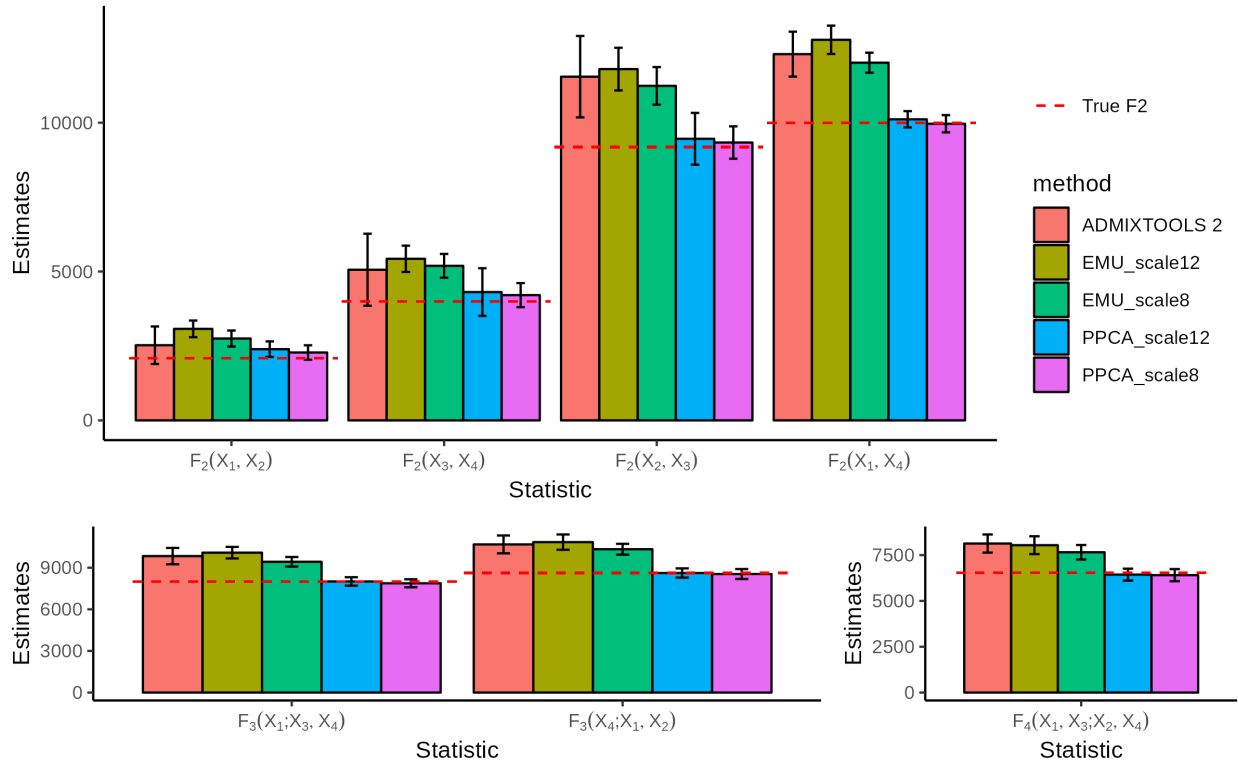 Estimates
10000
5000
0
F₂(X₁, X₂)
F₂(X₃, X₄)
F₂(X₂, X₃)
F₂(X₁, X₄)
Statistic
True F2
method
ADMIXTOOLS 2
EMU_scale12
EMU_scale8
PPCA_scale12
PPCA_scale8
Estimates
9000
6000
3000
0
F₃(X₁;X₃, X₄)
F₃(X₄;X₁, X₂)
Statistic
Estimates
7500
5000
2500
0
F₄(X₁, X₃;X₂, X₄)
Statistic